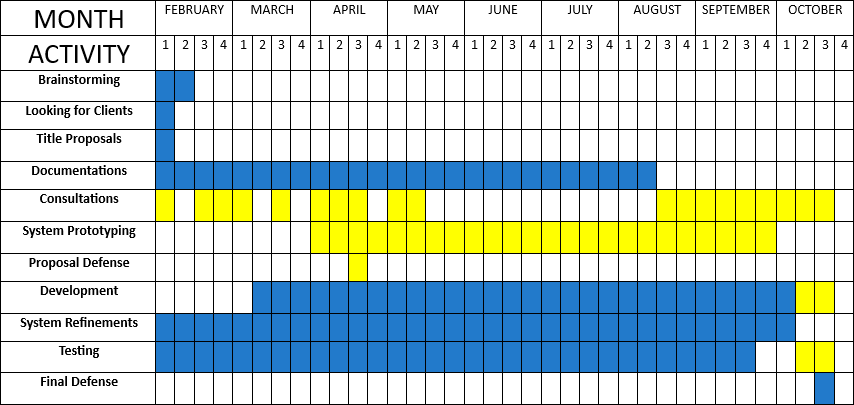 MONTH FEBRUARY MARCH APRIL MAY JUNE JULY AUGUST SEPTEMBER OCTOBER
ACTIVITY 1 2 3 4 1 2 3 4 1 2 3 4 1 2 3 4 1 2 3 4 1 2 3 4 1 2 3 4 1 2 3 4 1 2 3 4
Brainstorming
Looking for Clients
Title Proposals
Documentations
Consultations
System Prototyping
Proposal Defense
Development
System Refinements
Testing
Final Defense